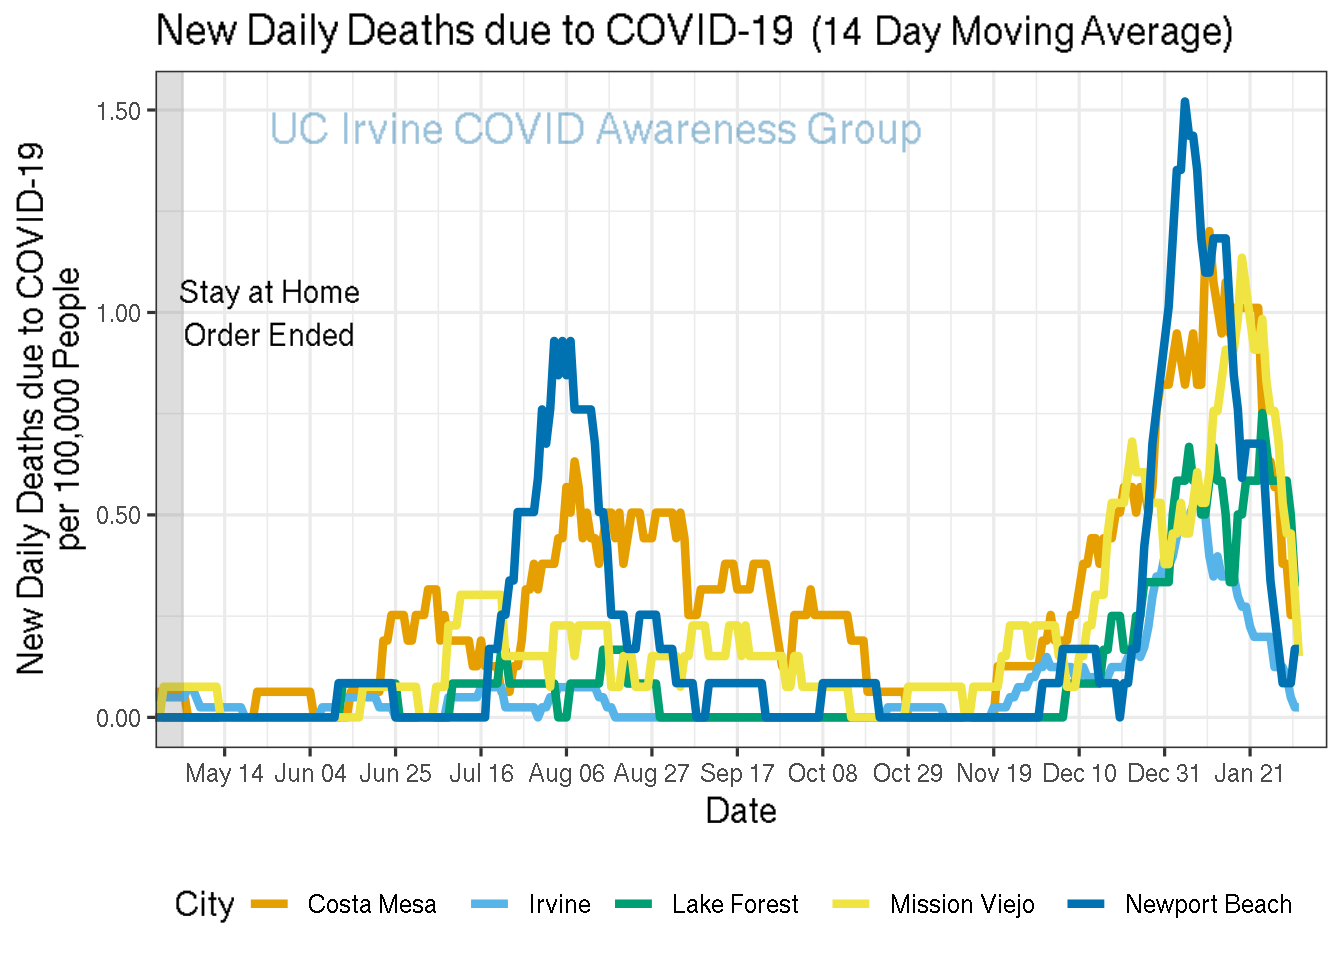 New Daily Deaths due to COVID-19 (14 Day Moving Average)
UC Irvine COVID Awareness Group
Stay at Home
Order Ended
New Daily Deaths due to COVID-19
per 100,000 People
1.50
1.00
0.50
0.00
May 14 Jun 04 Jun 25 Jul 16 Aug 06 Aug 27 Sep 17 Oct 08 Oct 29 Nov 19 Dec 10 Dec 31 Jan 21
Date
City Costa Mesa Irvine Lake Forest Mission Viejo Newport Beach